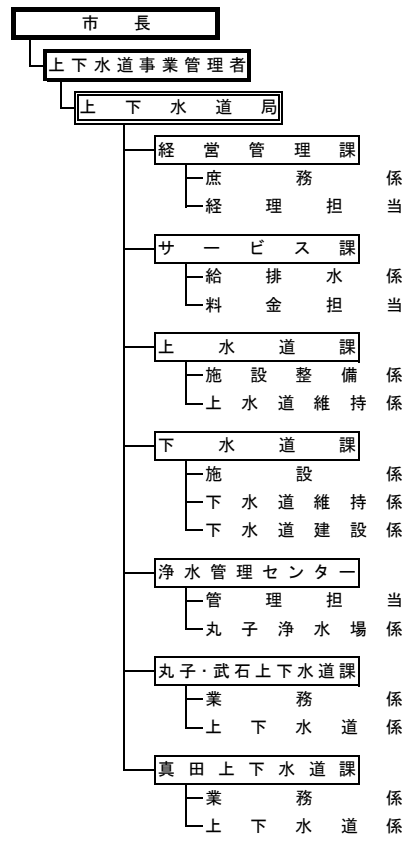 市長
上下水道事業管理者
上下水道局
経営管理課
庶務係
経理担当
サービス課
給排水係
料金担当
上水道課
施設整備係
上水道維持係
下水道課
施設係
下水道維持係
下水道建設係
浄水管理センター
管理担当
丸子浄水場係
丸子・武石上下水道課
業務係
上下水道係
真田上下水道課
業務係
上下水道係